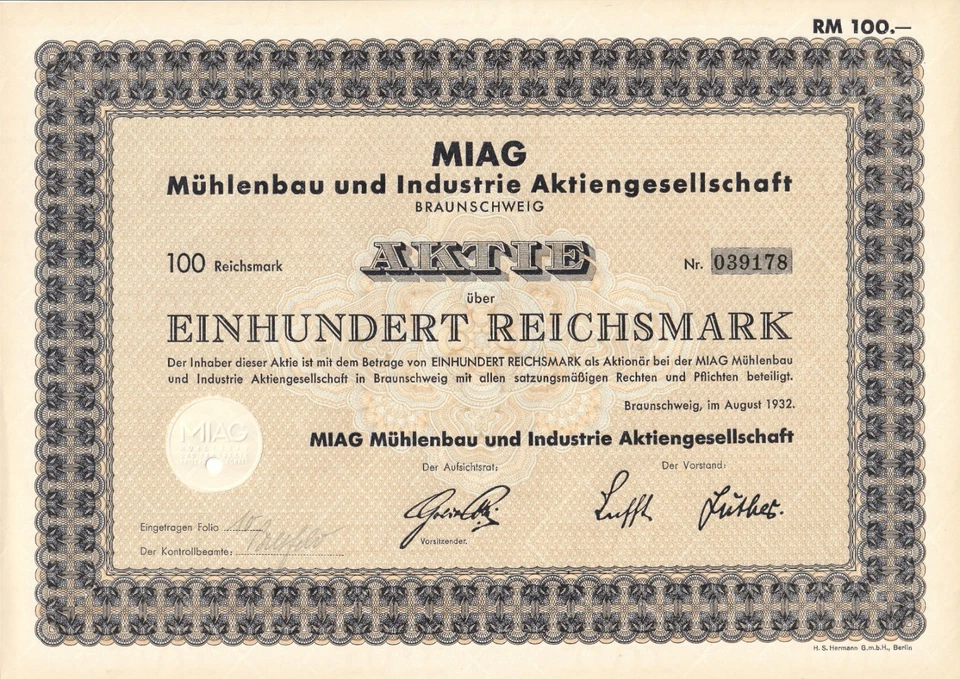 RM 100.—
MIAG
Mühlenbau und Industrie Aktiengesellschaft
BRAUNSCHWEIG
100 Reichsmark
AKTIE
Nr. 039178
über
EINHUNDERT REICHSMARK
Der Inhaber dieser Aktie ist mit dem Betrage von EINHUNDERT REICHSMARK als Aktionär bei der MIAG Mühlenbau
und Industrie Aktiengesellschaft in Braunschweig mit allen satzungsmäßigen Rechten und Pflichten beteiligt.
Braunschweig, im August 1932.
MIAG
MIAG Mühlenbau und Industrie Aktiengesellschaft
Der Aufsichtsrat:
Der Vorstand:
Luther.
Vorsitzender.
Eingetragen Folio
Der Kontrollbeamte:
H. S. Hermann G.m.b.H., Berlin